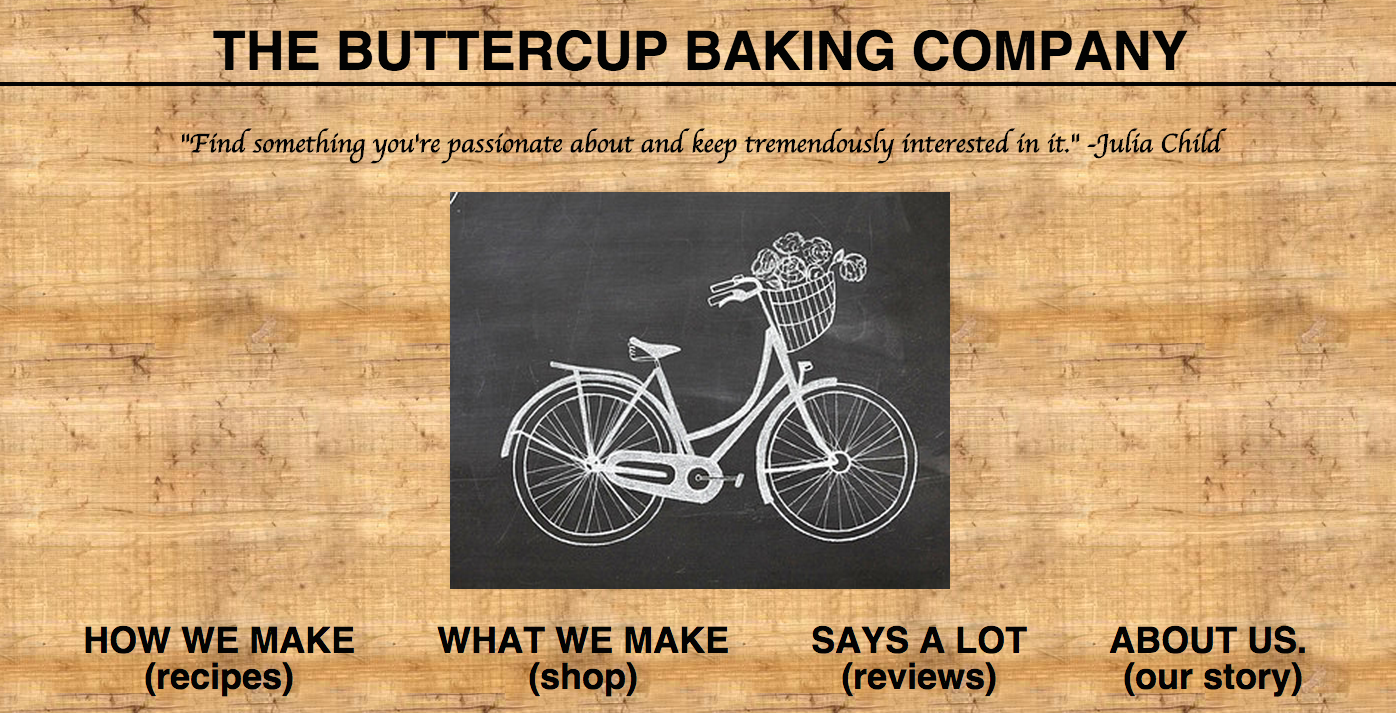 THE BUTTERCUP BAKING COMPANY
"Find something you're passionate about and keep tremendously interested in it." -Julia Child
HOW WE MAKE
(recipes)
WHAT WE MAKE
(shop)
SAYS A LOT
(reviews)
ABOUT US.
(our story)